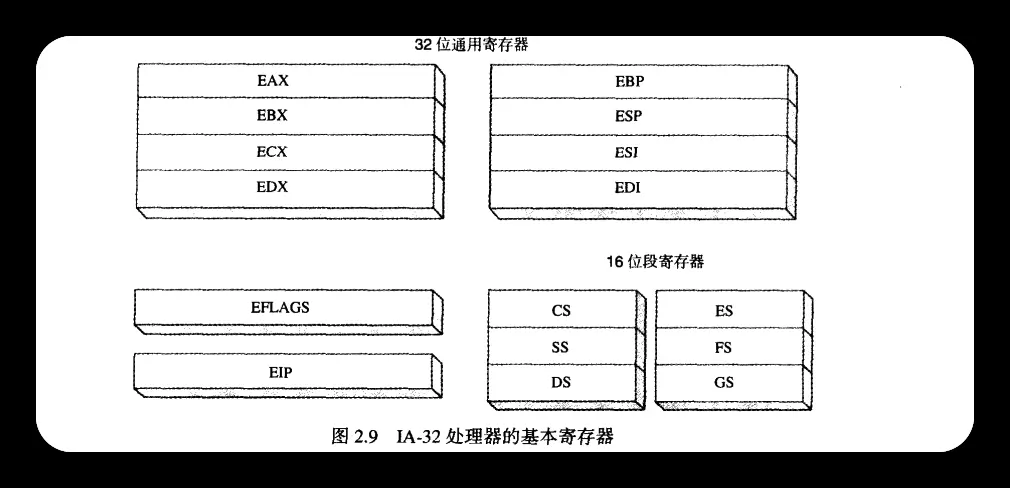 32 位通用寄存器
EAX
EBX
ECX
EDX
EBP
ESP
ESI
EDI
16 位段寄存器
EFLAGS
EIP
CS
SS
DS
ES
FS
GS
图 2.9 IA-32 处理器的基本寄存器